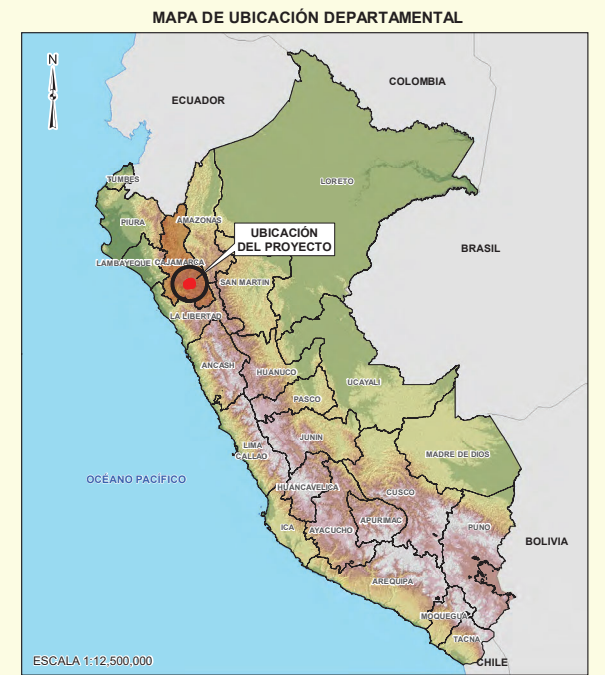 MAPA DE UBICACIÓN DEPARTAMENTAL
N
COLOMBIA
ECUADOR
TUMBES
LORETO
PIURA
AMAZONAS
UBICACIÓN
DEL PROYECTO
BRASIL
LAMBAYEQUE
CAJAMARCA
SAN MARTIN
LA LIBERTAD
ANCASH
HUANUCO
UCAYALI
PASCO
LIMA
CALLAO
JUNIN
MADRE DE DIOS
OCÉANO PACÍFICO
HUANCAVELICA
CUSCO
ICA
AYACUCHO
APURIMAC
PUNO
BOLIVIA
AREQUIPA
MOQUEGUA
TACNA
ESCALA 1:12,500,000
CHILE